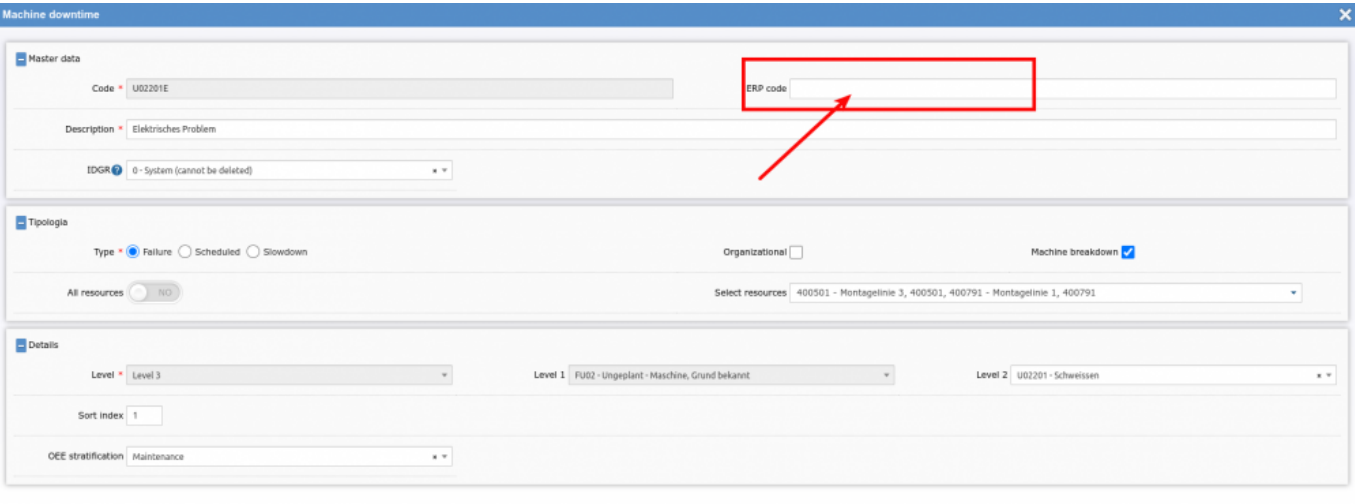 Machine downtime
Master data
Code * U02201E ERP code
Description * Elektrisches Problem
IDGR ? 0 - System (cannot be deleted)
Tipologia
Type * Failure Scheduled Slowdown Organizational Machine breakdown
All resources NO Select resources 400501 - Montagelinie 3, 400501, 400791 - Montagelinie 1, 400791
Details
Level * Level 3 Level 1 FU02 - Ungeplant - Maschine, Grund bekannt Level 2 U02201 - Schweissen
Sort index 1
OEE stratification Maintenance